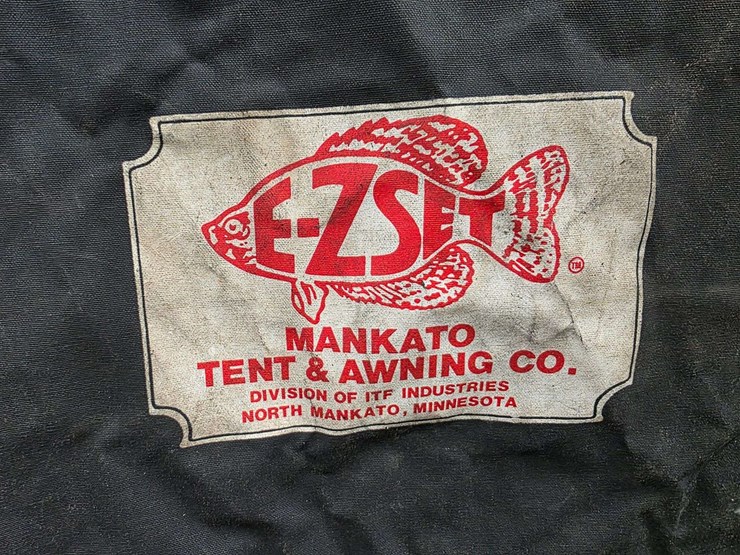 E-ZSET
TM
MANKATO
TENT & AWNING CO.
DIVISION OF ITF INDUSTRIES
NORTH MANKATO, MINNESOTA